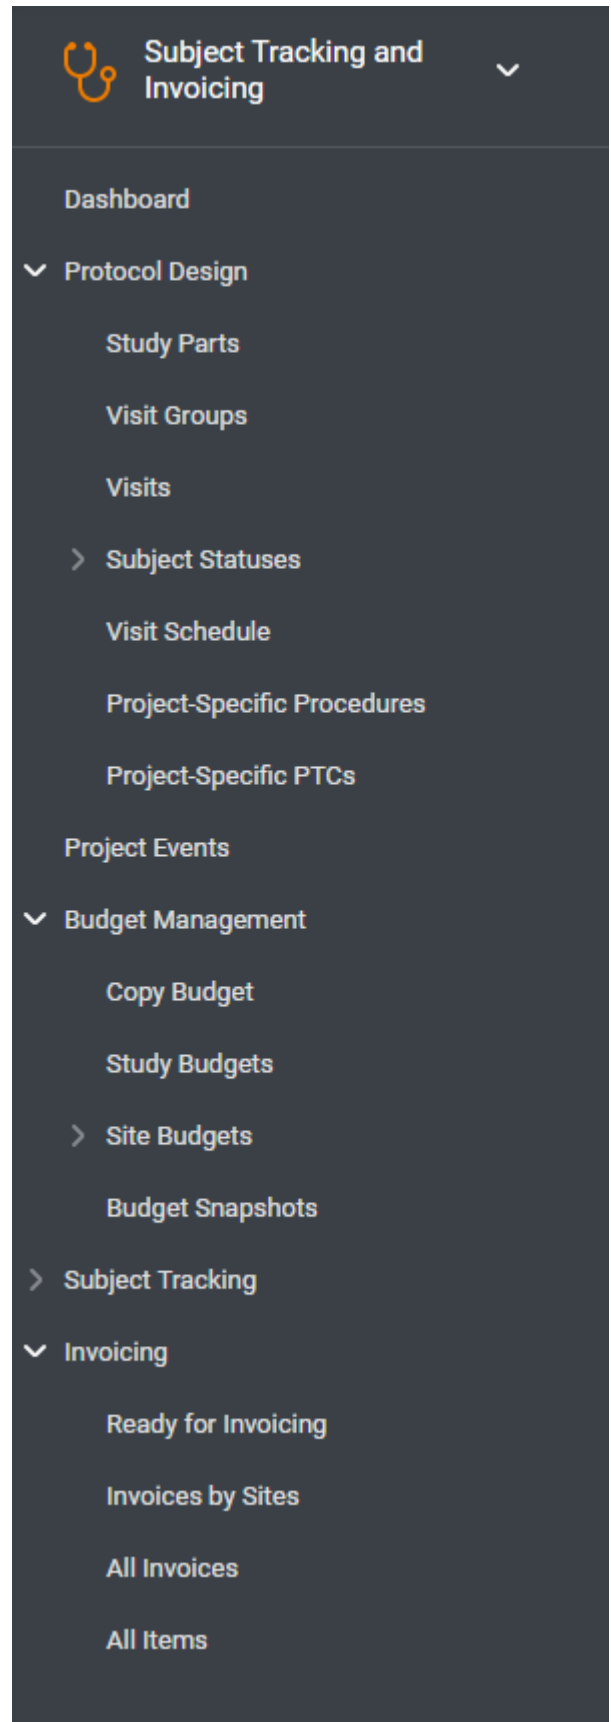 Subject Tracking and
Invoicing
Dashboard
Protocol Design
Study Parts
Visit Groups
Visits
Subject Statuses
Visit Schedule
Project-Specific Procedures
Project-Specific PTCs
Project Events
Budget Management
Copy Budget
Study Budgets
Site Budgets
Budget Snapshots
Subject Tracking
Invoicing
Ready for Invoicing
Invoices by Sites
All Invoices
All Items